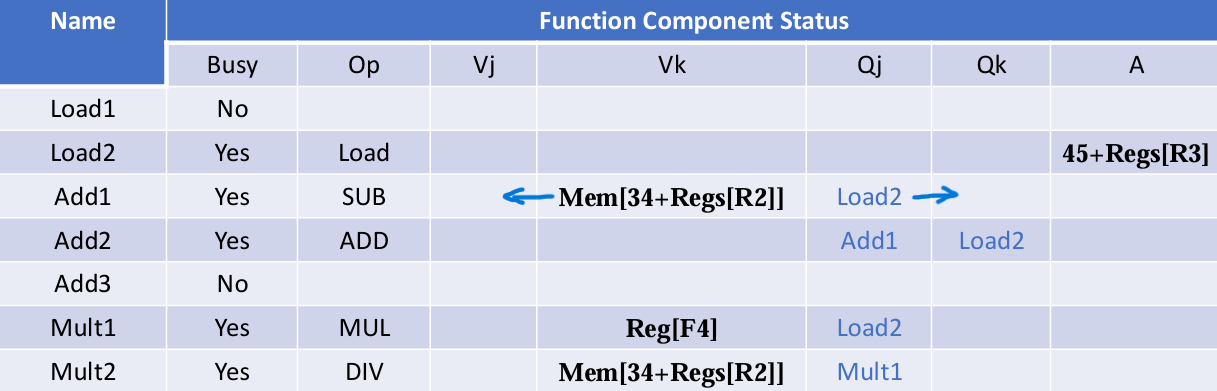 Name Function Component Status
Busy Op Vj Vk Qj Qk A
Load1 No
Load2 Yes Load 45+Regs[R3]
Add1 Yes SUB Mem[34+Regs[R2]] Load2
Add2 Yes ADD Add1 Load2
Add3 No
Mult1 Yes MUL Reg[F4] Load2
Mult2 Yes DIV Mem[34+Regs[R2]] Mult1